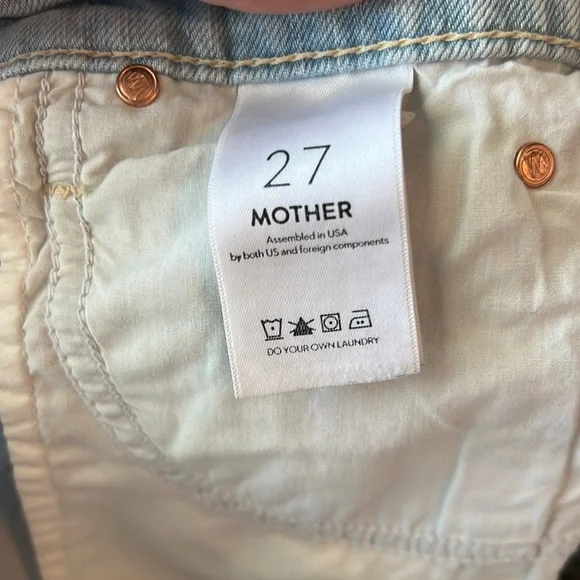 27
MOTHER
Assembled in USA
by both US and foreign components
DO YOUR OWN LAUNDRY